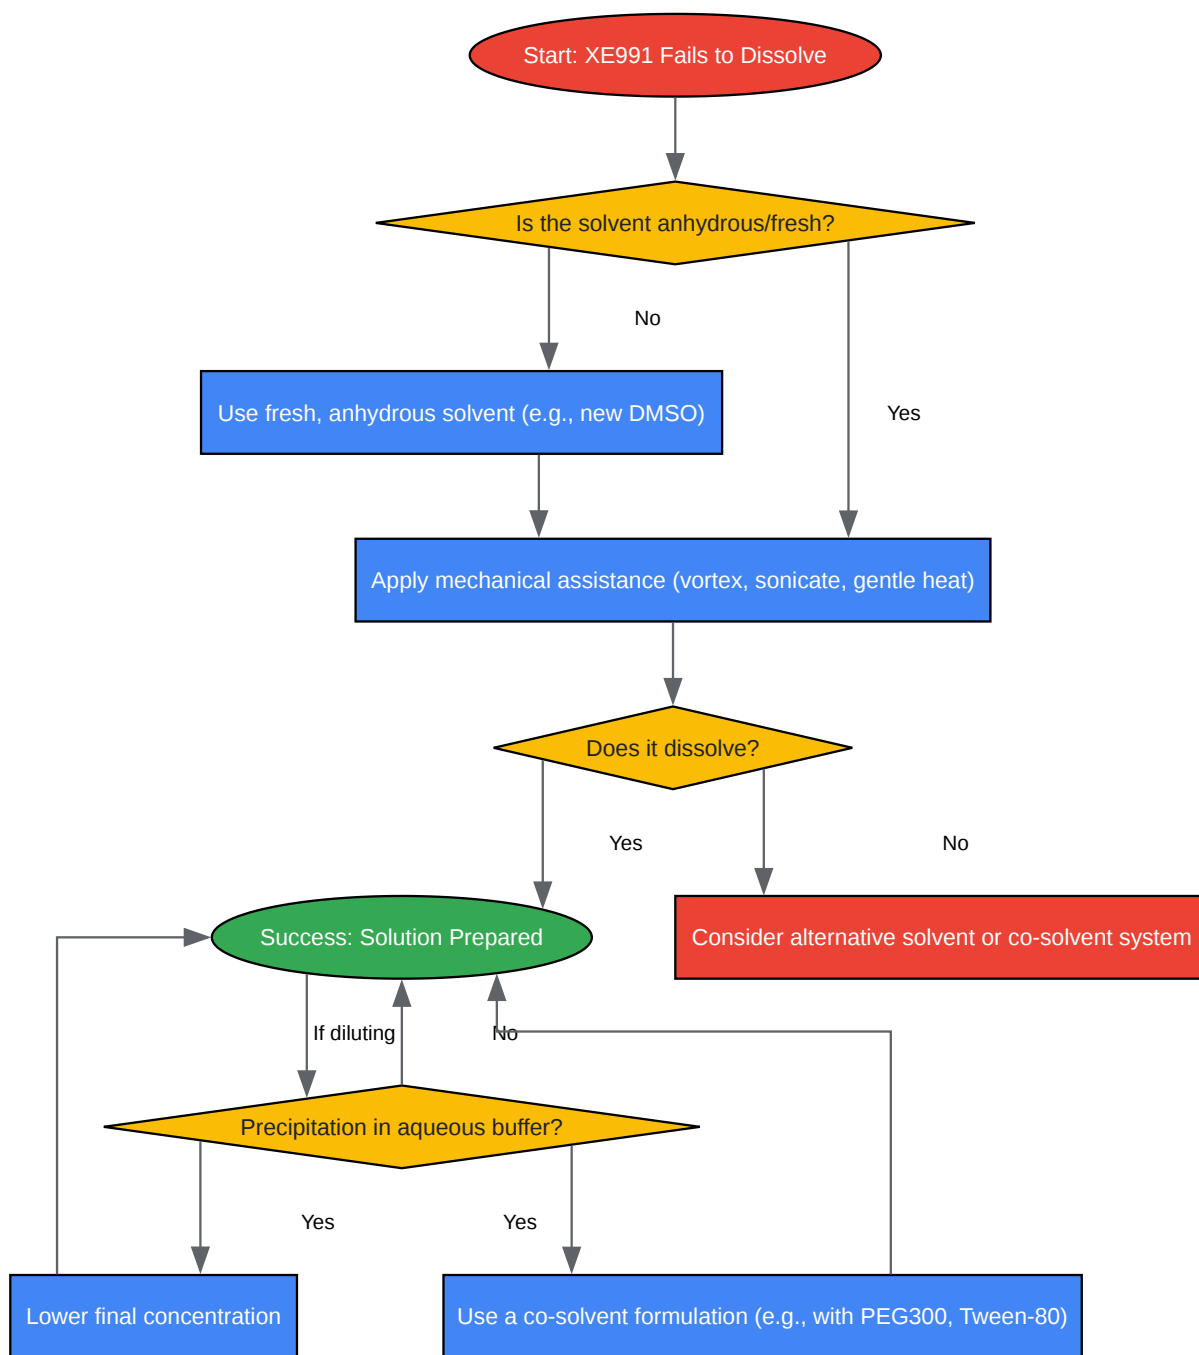 Start: XE991 Fails to Dissolve
Is the solvent anhydrous/fresh?
No
Use fresh, anhydrous solvent (e.g., new DMSO)
Yes
Apply mechanical assistance (vortex, sonicate, gentle heat)
Does it dissolve?
Yes
No
Success: Solution Prepared
Consider alternative solvent or co-solvent system
If diluting
No
Precipitation in aqueous buffer?
Yes
Yes
Lower final concentration
Use a co-solvent formulation (e.g., with PEG300, Tween-80)